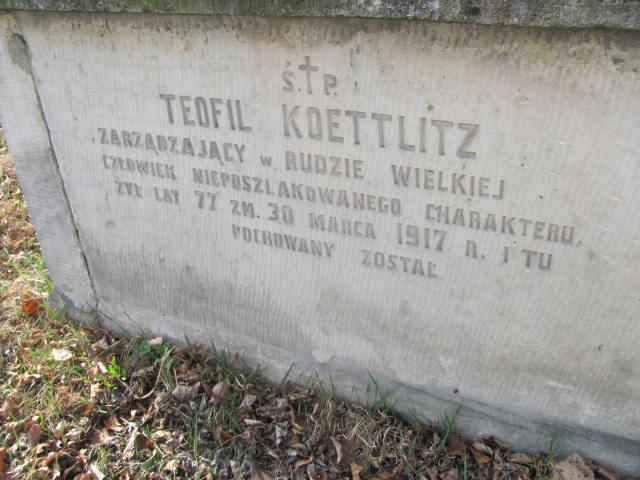 Ś.†P.
TEOFIL KOETTLITZ
ZARZĄDZAJĄCY w RUDZIE WIELKIEJ
CZŁOWIEK NIEPOSZLAKOWANEGO CHARAKTERU.
ŻYŁ LAT 77 ZM. 30 MARCA 1917 R. I TU
POCHOWANY ZOSTAŁ